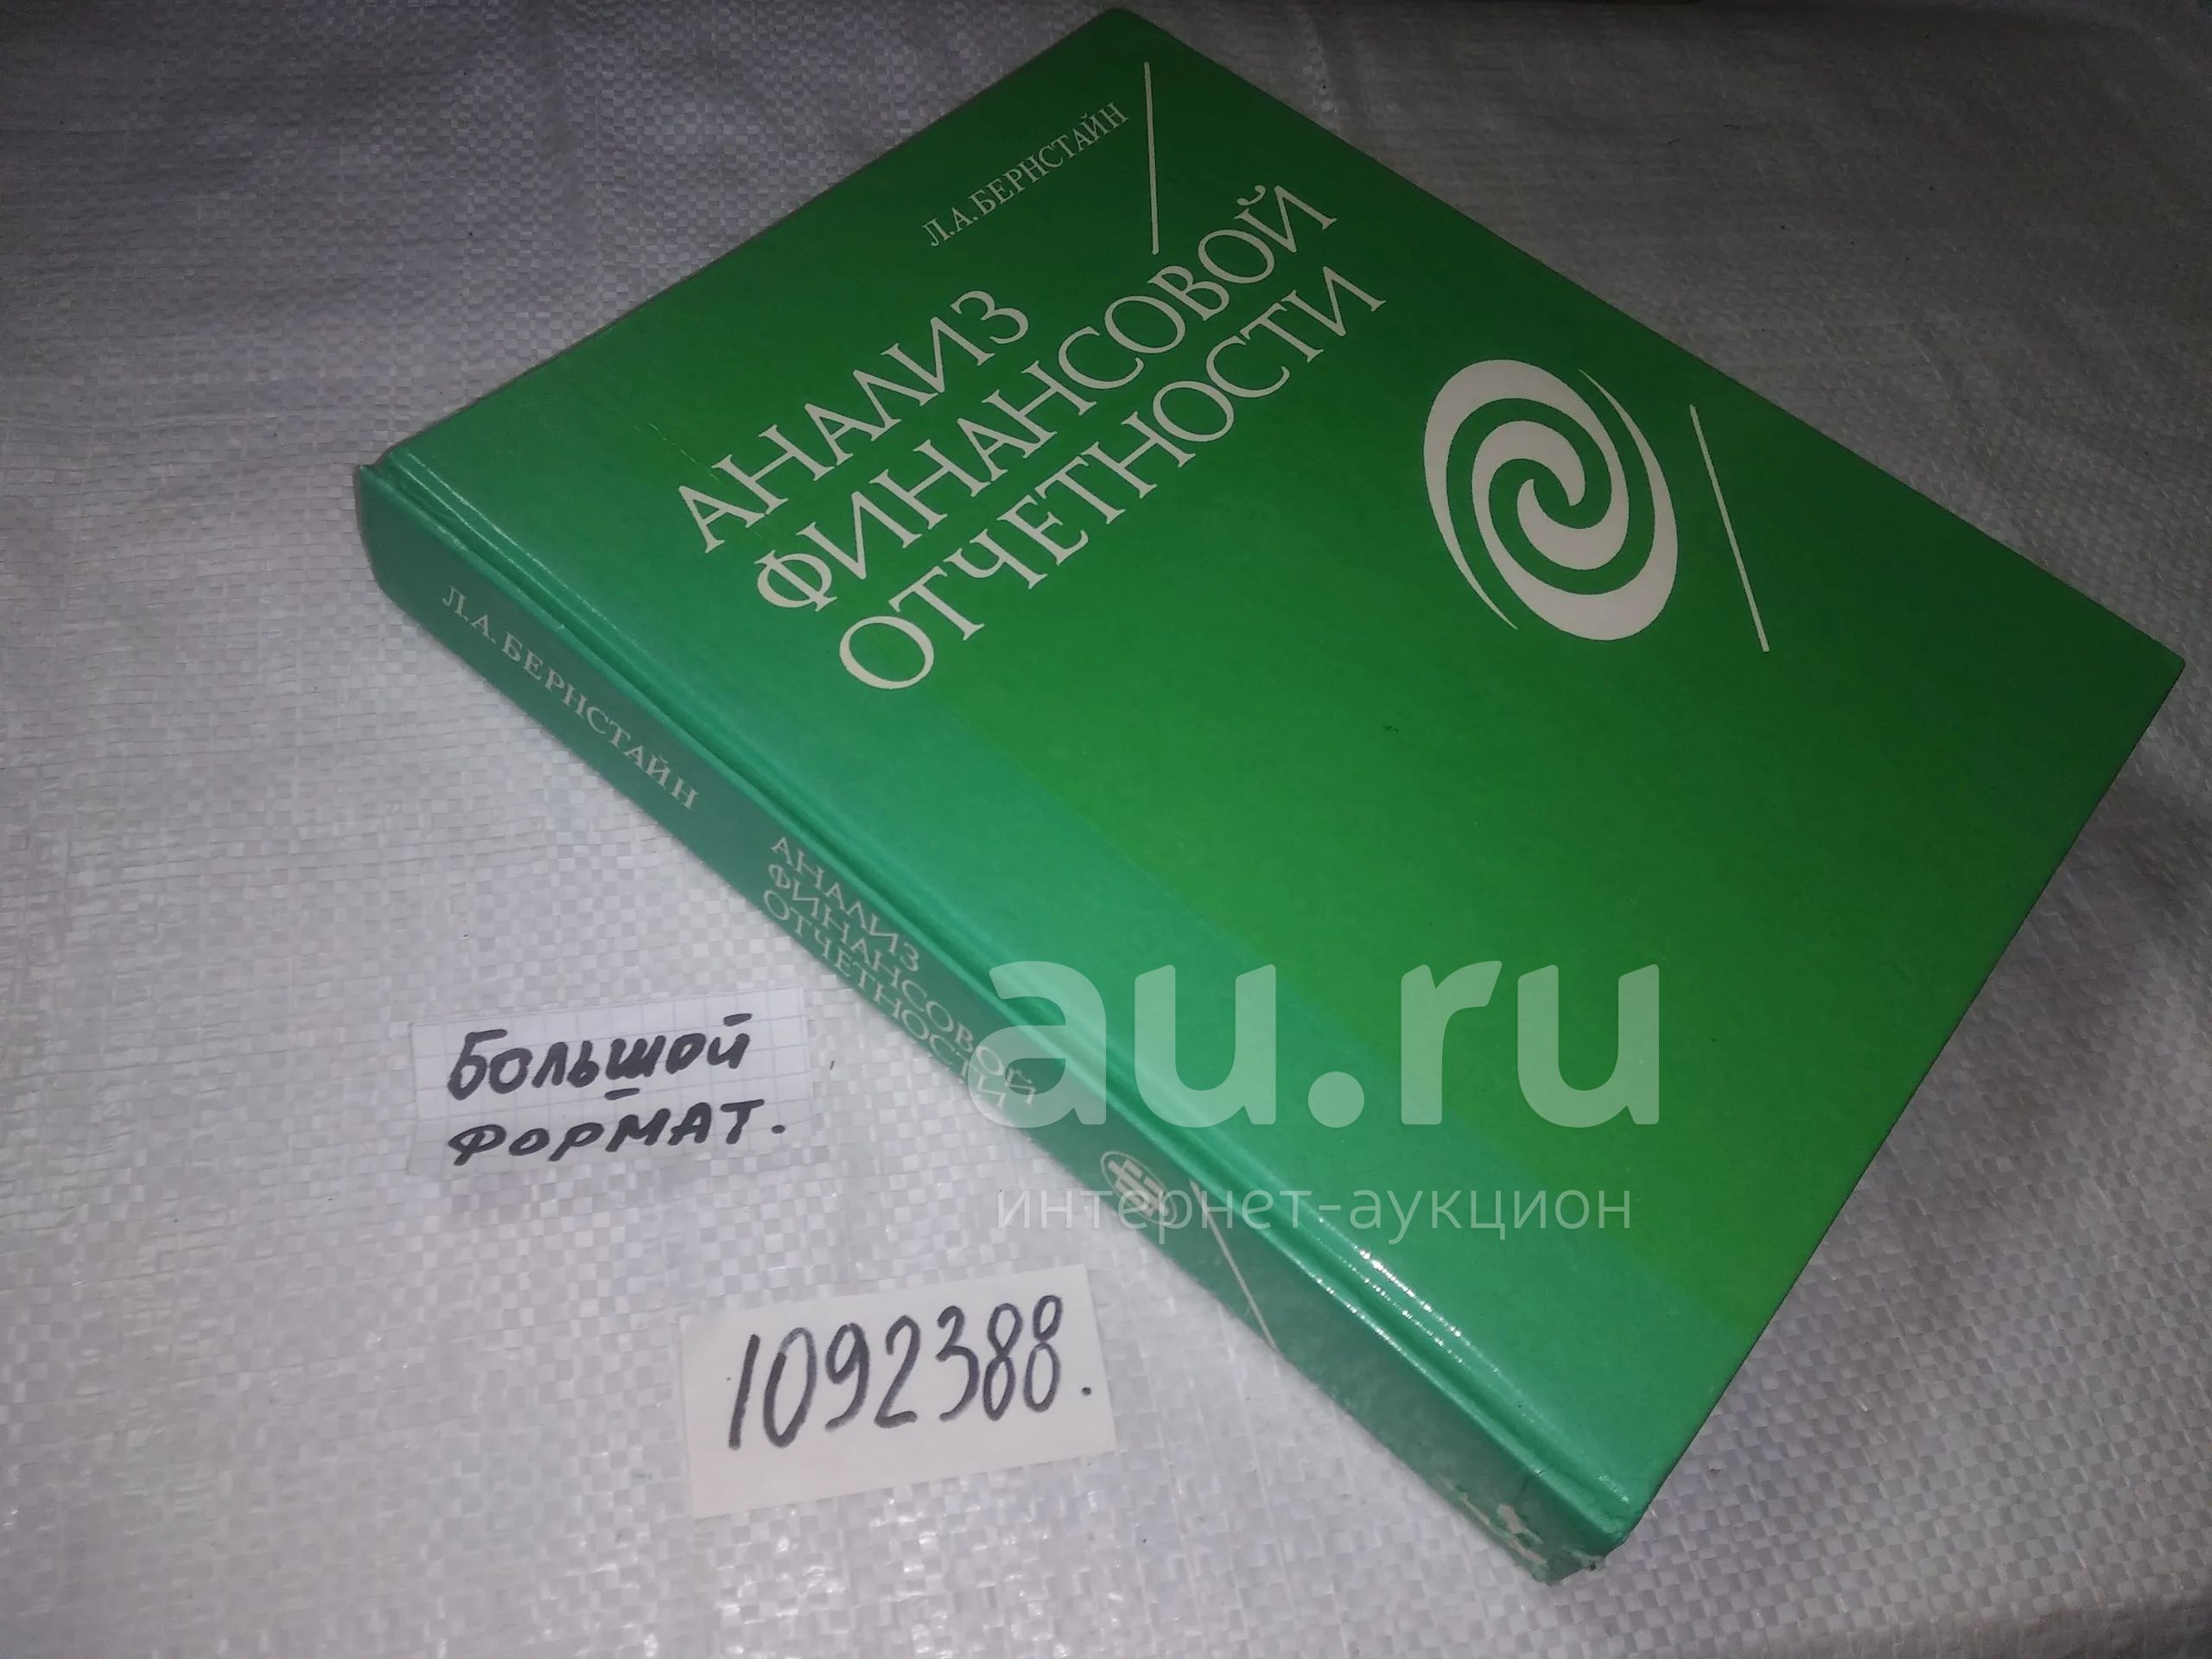 Л.А.БЕРНСТАЙН
АНАЛИЗ
ФИНАНСОВОЙ
ОТЧЕТНОСТИ
Л.А.БЕРНСТАЙН
АНАЛИЗ
ФИНАНСОВОЙ
ОТЧЕТНОСТИ
Большой
формат.
1092388.
au.ru
интернет-аукцион